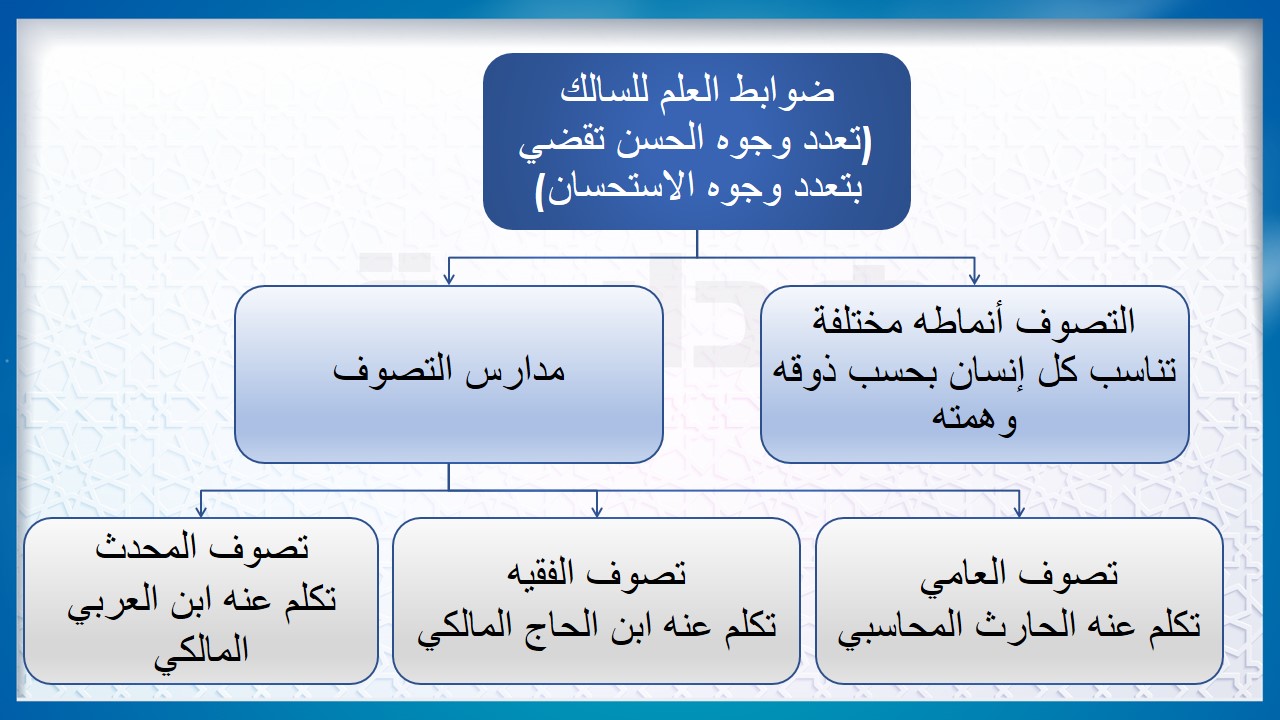 ضوابط العلم للسالك
(تعدد وجوه الحسن تقضي
بتعدد وجوه الاستحسان)
التصوف أنماطه مختلفة
تناسب كل إنسان بحسب ذوقه
وهمته
مدارس التصوف
تصوف العامي
تكلم عنه الحارث المحاسبي
تصوف الفقيه
تكلم عنه ابن الحاج المالكي
تصوف المحدث
تكلم عنه ابن العربي
المالكي